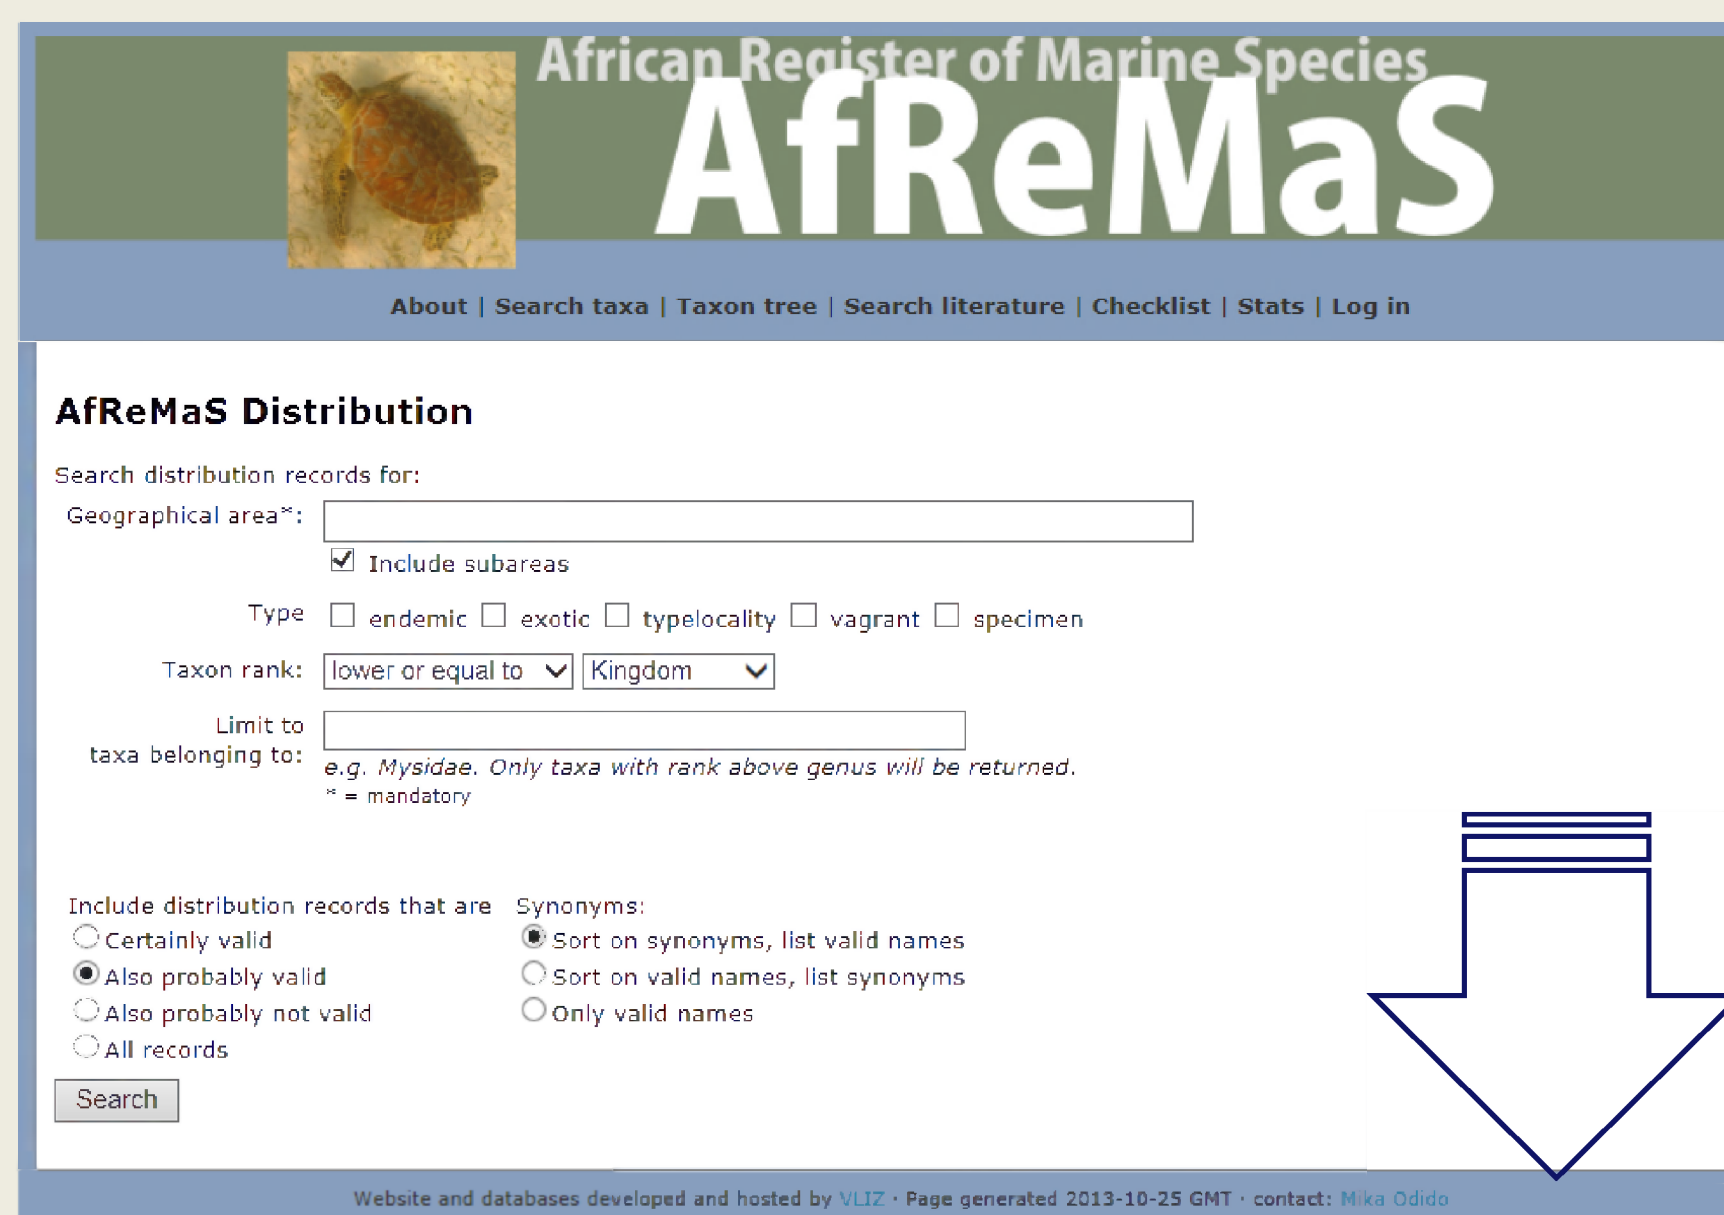 African Register of Marine Species
AfReMaS
About | Search taxa | Taxon tree | Search literature | Checklist | Stats | Log in
AfReMaS Distribution
Search distribution records for:
Geographical area*:
Include subareas
Type endemic exotic typelocality vagrant specimen
Taxon rank: lower or equal to Kingdom
Limit to
taxa belonging to:
e.g. Mysidae. Only taxa with rank above genus will be returned.
* = mandatory
Include distribution records that are Synonyms:
Certainly valid Sort on synonyms, list valid names
Also probably valid Sort on valid names, list synonyms
Also probably not valid Only valid names
All records
Search
Website and databases developed and hosted by VLIZ · Page generated 2013-10-25 GMT · contact: Mika Odido